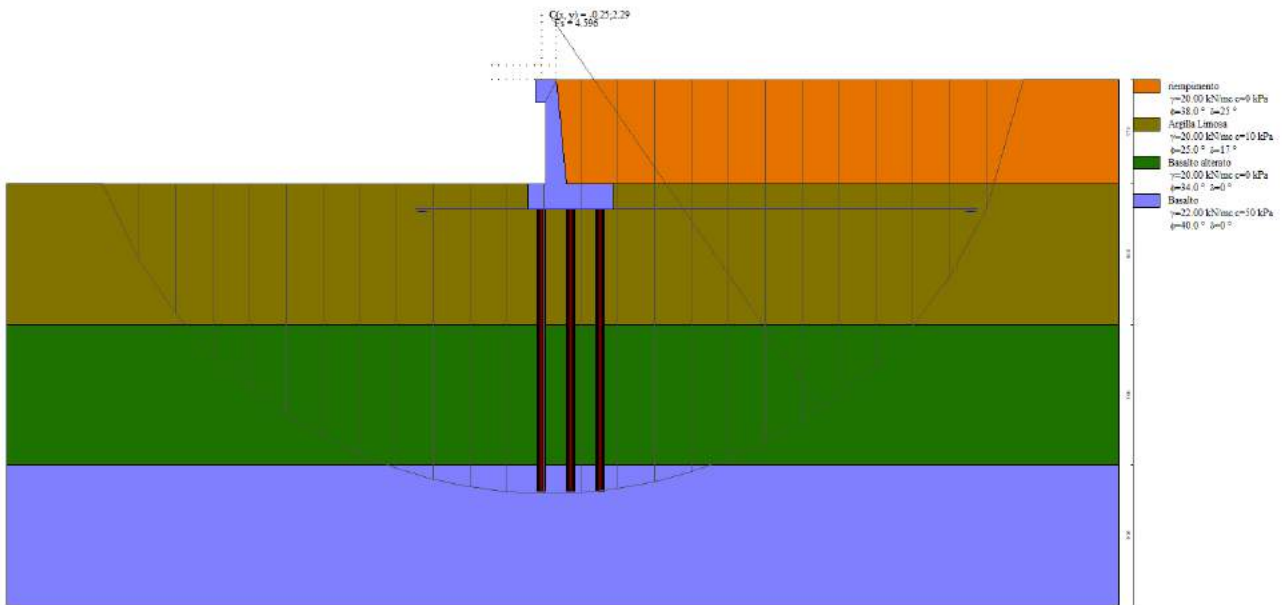 C(x, y) = -0.25;2.29
Fs = 4.596
riempimento
γ=20.00 kN/mc c=0 kPa
ϕ=38.0 ° δ=25 °
Argilla Limosa
γ=20.00 kN/mc c=10 kPa
ϕ=25.0 ° δ=17 °
Basalto alterato
γ=20.00 kN/mc c=0 kPa
ϕ=34.0 ° δ=0 °
Basalto
γ=22.00 kN/mc c=50 kPa
ϕ=40.0 ° δ=0 °